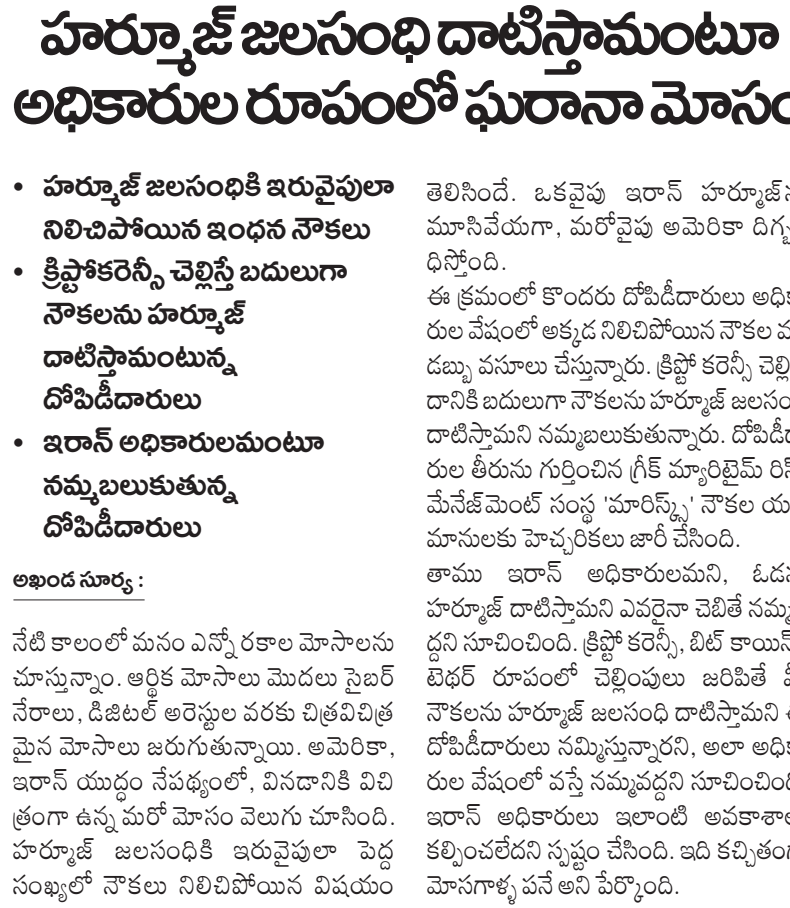 హర్మూజ్ జలసంధి దాటిస్తామంటూ
అధికారుల రూపంలో ఘరానా మోసం
• హర్మూజ్ జలసంధికి ఇరువైపులా
నిలిచిపోయిన ఇంధన నౌకలు
• క్రిప్టోకరెన్సీ చెల్లిస్తే బదులుగా
నౌకలను హర్మూజ్
దాటిస్తామంటున్న
దోపిడీదారులు
• ఇరాన్ అధికారులమంటూ
నమ్మబలుకుతున్న
దోపిడీదారులు
అఖండ సూర్య :
నేటి కాలంలో మనం ఎన్నో రకాల మోసాలను
చూస్తున్నాం. ఆర్థిక మోసాలు మొదలు సైబర్
నేరాలు, డిజిటల్ అరెస్టుల వరకు చిత్రవిచిత్ర
మైన మోసాలు జరుగుతున్నాయి. అమెరికా,
ఇరాన్ యుద్ధం నేపథ్యంలో, వినడానికి విచి
త్రంగా ఉన్న మరో మోసం వెలుగు చూసింది.
హర్మూజ్ జలసంధికి ఇరువైపులా పెద్ద
సంఖ్యలో నౌకలు నిలిచిపోయిన విషయం
తెలిసిందే. ఒకవైపు ఇరాన్ హర్మూజ్‌
మూసివేయగా, మరోవైపు అమెరికా
ధిస్తోంది.
ఈ క్రమంలో కొందరు దోపిడీదారులు
రుల వేషంలో అక్కడ నిలిచిపోయిన నౌకల
డబ్బు వసూలు చేస్తున్నారు. క్రిప్టో కరెన్సీ
దానికి బదులుగా నౌకలను హర్మూజ్
దాటిస్తామని నమ్మబలుకుతున్నారు.
రుల తీరును గుర్తించిన గ్రీక్ మ్యారిటైమ్
మేనేజ్‌మెంట్ సంస్థ 'మారిస్క్స్' నౌకల
మానులకు హెచ్చరికలు జారీ చేసింది.
తాము ఇరాన్ అధికారులమని,
హర్మూజ్ దాటిస్తామని ఎవరైనా చెబితే
ద్దని సూచించింది. క్రిప్టో కరెన్సీ, బిట్ కాయిన్
టెథర్ రూపంలో చెల్లింపులు జరిపితే
నౌకలను హర్మూజ్ జలసంధి దాటిస్తామని
దోపిడీదారులు నమ్మిస్తున్నారని, అలా
రుల వేషంలో వస్తే నమ్మవద్దని
ఇరాన్ అధికారులు ఇలాంటి
కల్పించలేదని స్పష్టం చేసింది. ఇది
మోసగాళ్ళ పనే అని పేర్కొంది.